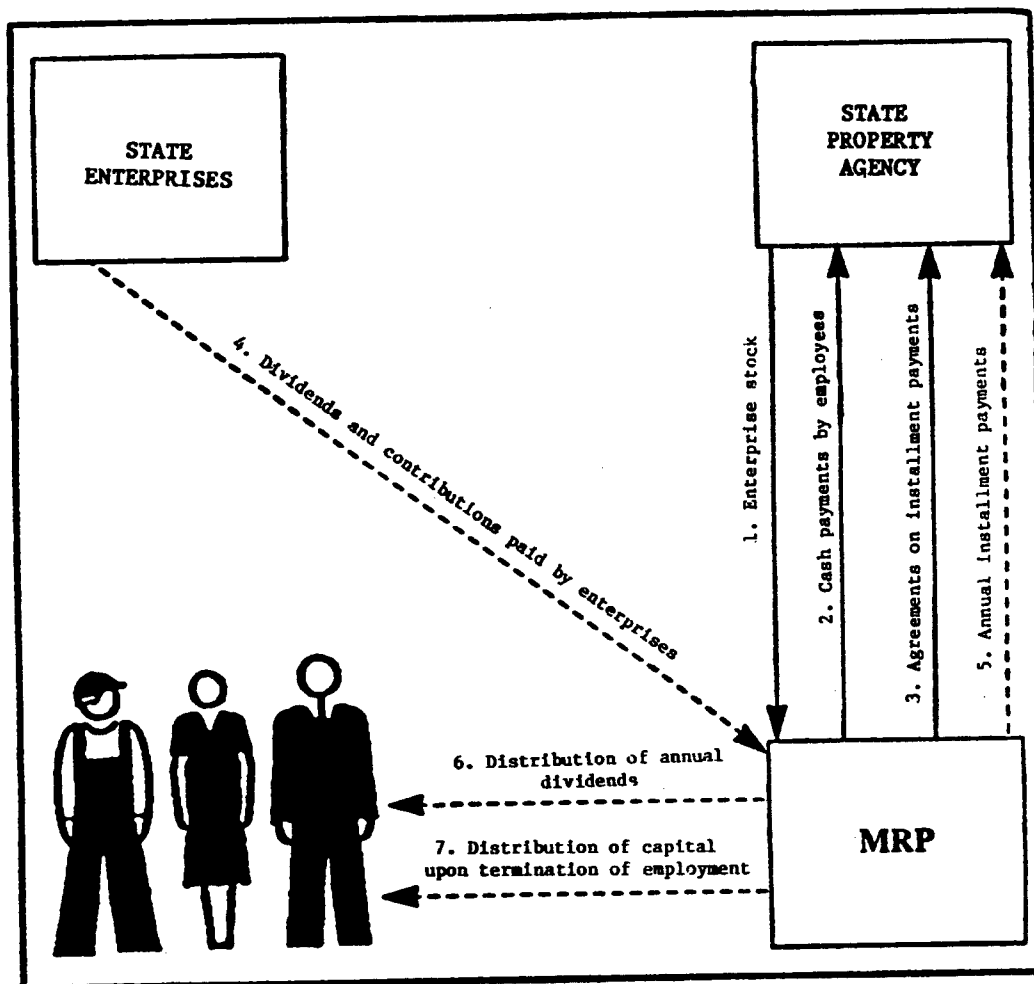 STATE
ENTERPRISES
STATE
PROPERTY
AGENCY
4. Dividends and contributions paid by enterprises
1. Enterprise stock
2. Cash payments by employees
3. Agreements on installment payments
5. Annual installment payments
6. Distribution of annual
dividends
7. Distribution of capital
upon termination of employment
MRP